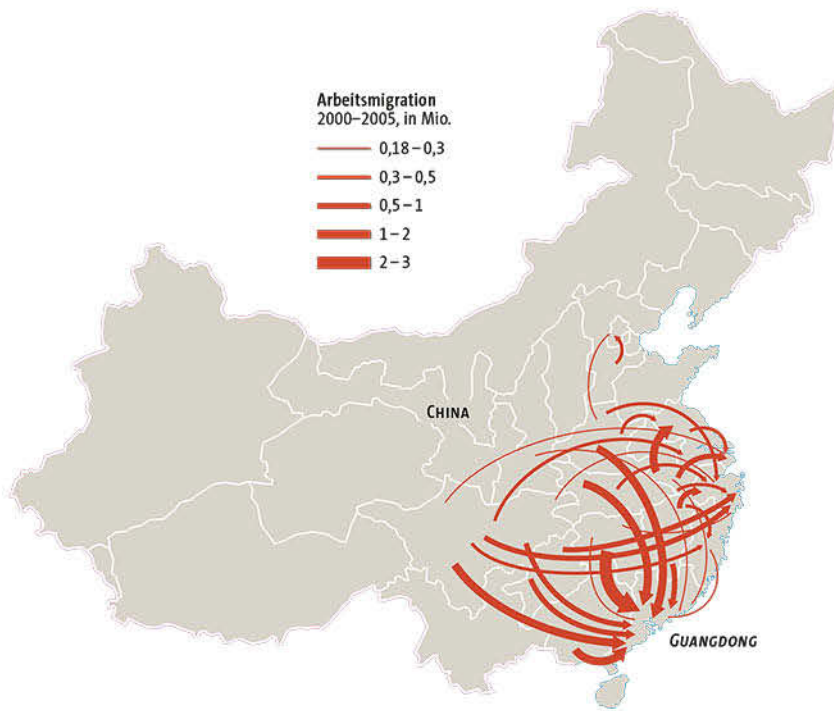 Arbeitsmigration
2000–2005, in Mio.
0,18–0,3
0,3–0,5
0,5–1
1–2
2–3
CHINA
GUANGDONG